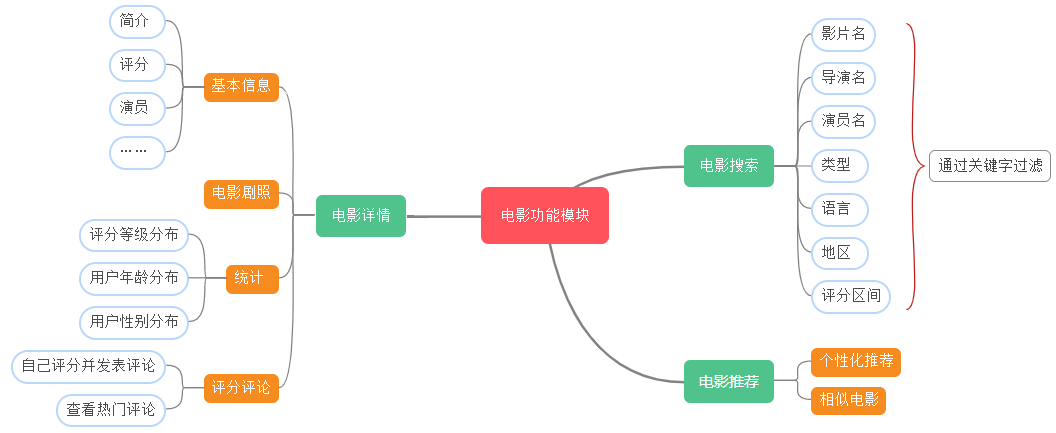 电影功能模块
电影详情
基本信息
简介
评分
演员
……
电影剧照
统计
评分等级分布
用户年龄分布
用户性别分布
评分评论
自己评分并发表评论
查看热门评论
电影搜索
影片名
导演名
演员名
类型
语言
地区
评分区间
通过关键字过滤
电影推荐
个性化推荐
相似电影